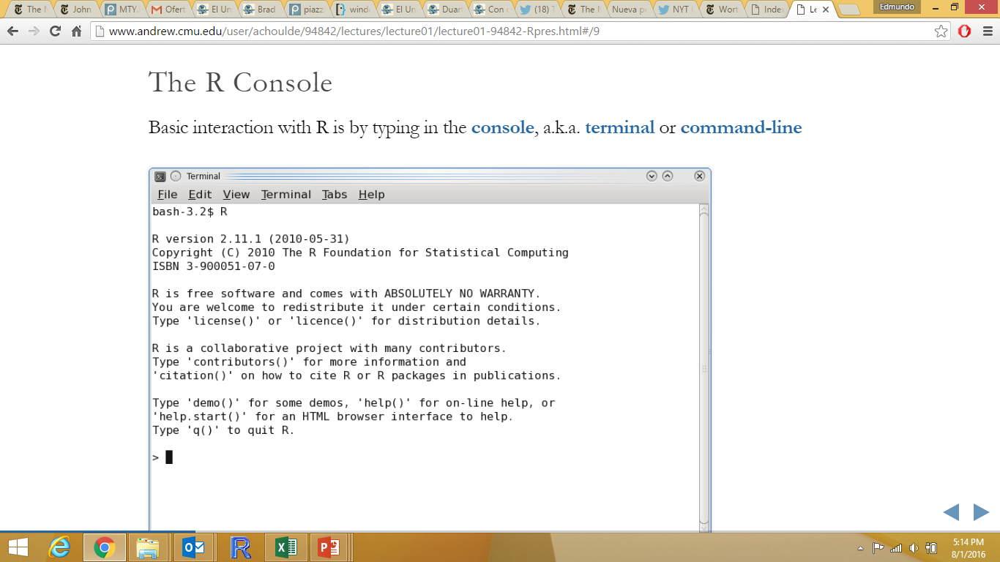 The
John
MTY.
Ofert
El Un
Brad
piazz
wind
El Un
Duar
Con
(18)
The
Nueva p
NYT
Wort
Inde
Le
Edmundo
www.andrew.cmu.edu/user/achoulde/94842/lectures/lecture01/lecture01-94842-Rpres.html#/9
The R Console
Basic interaction with R is by typing in the console, a.k.a. terminal or command-line
Terminal
File Edit View Terminal Tabs Help
bash-3.2$ R
R version 2.11.1 (2010-05-31)
Copyright (C) 2010 The R Foundation for Statistical Computing
ISBN 3-900051-07-0
R is free software and comes with ABSOLUTELY NO WARRANTY.
You are welcome to redistribute it under certain conditions.
Type 'license()' or 'licence()' for distribution details.
R is a collaborative project with many contributors.
Type 'contributors()' for more information and
'citation()' on how to cite R or R packages in publications.
Type 'demo()' for some demos, 'help()' for on-line help, or
'help.start()' for an HTML browser interface to help.
Type 'q()' to quit R.
>
5:14 PM
8/1/2016